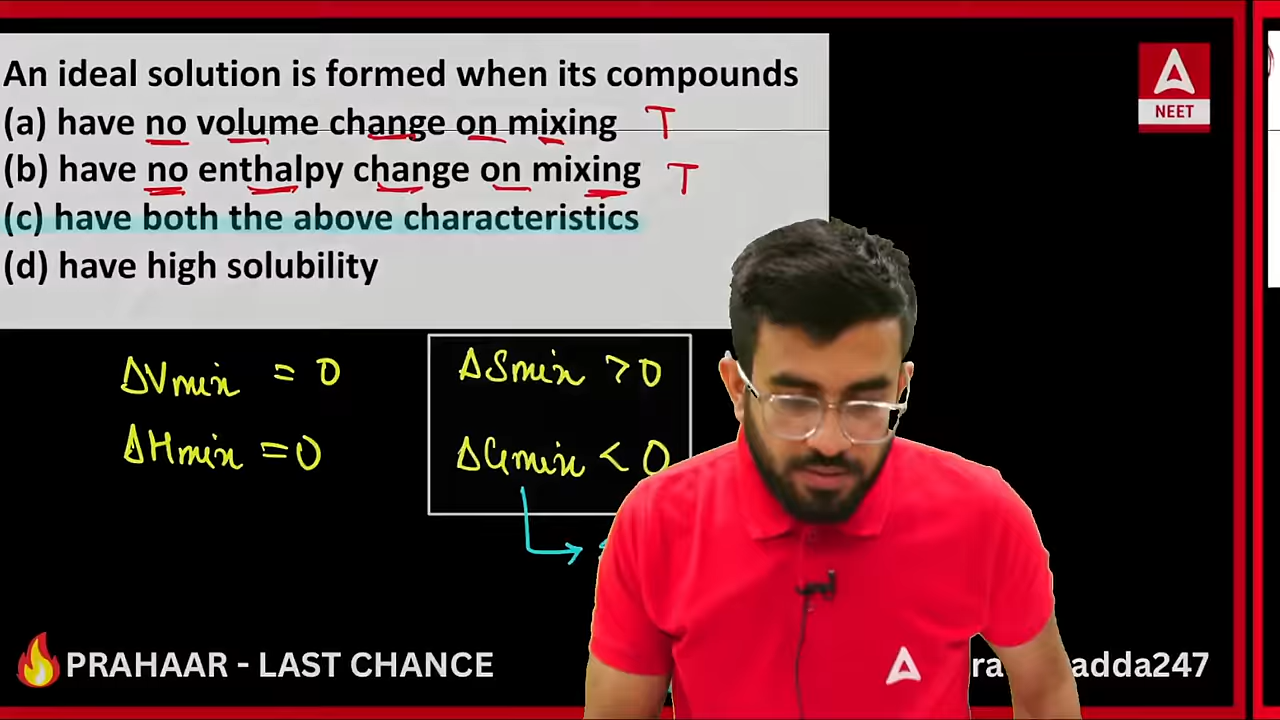 An ideal solution is formed when its compounds
(a) have no volume change on mixing T
(b) have no enthalpy change on mixing T
(c) have both the above characteristics
(d) have high solubility
A
NEET
ΔVmix = 0
ΔHmix = 0
ΔSmix > 0
ΔGmix < 0
PRAHAAR - LAST CHANCE
adda247